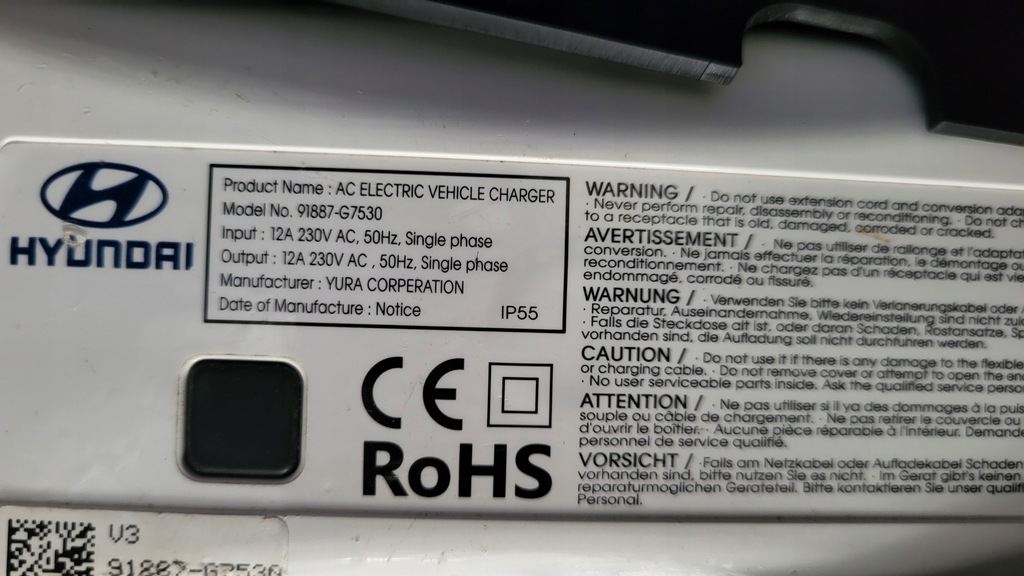 HYUNDAI
Product Name : AC ELECTRIC VEHICLE CHARGER
Model No. 91887-G7530
Input : 12A 230V AC, 50Hz, Single phase
Output : 12A 230V AC , 50Hz, Single phase
Manufacturer : YURA CORPERATION
Date of Manufacture : Notice
IP55
CE
RoHS
WARNING / · Do not use extension cord and conversion
· Never perform repair, disassembly or reconditioning. · Do not
to a receptacle that is old, damaged, corroded or cracked.
AVERTISSEMENT / · Ne pas utiliser de rallonge et
conversion. · Ne jamais effectuer la réparation, le démontage ou
reconditionnement. · Ne chargez pas d'un réceptacle qui est
endommagé, corrodé ou fissuré.
WARNUNG / · Verwenden Sie bitte kein Verlanerungskabel oder
· Reparatur, Auseinandernahme, Wiedereinstellung sind nicht
· Falls die Steckdose alt ist, oder daran Schaden, Rostansatze,
vorhanden sind, die Aufladung soll nicht durchfuhren werden.
CAUTION / · Do not use it if there is any damage to the flexible
or charging cable. · Do not remove cover or attempt to open the
· No user serviceable parts inside. Ask the qualified service
ATTENTION / · Ne pas utiliser si il ya des dommages à la
souple ou câble de chargement. · Ne pas retirer le couvercle ou
d'ouvrir le boîtier. · Aucune pièce réparable à l'intérieur.
personnel de service qualifié.
VORSICHT / · Falls am Netzkabel oder Aufladekabel Schaden
vorhanden sind, bitte nutzen Sie es nicht. · Im Gerat gibt's keinen
reparaturmoglichen Gerateteil. Bitte kontaktieren Sie unser
Personal.
V3
91887-G7530